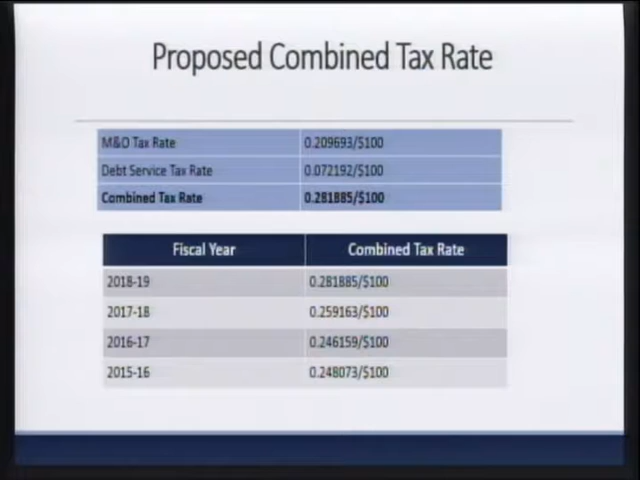 Proposed Combined Tax Rate
M&O Tax Rate 0.209693/$100
Debt Service Tax Rate 0.072192/$100
Combined Tax Rate 0.281885/$100
Fiscal Year Combined Tax Rate
2018-19 0.281885/$100
2017-18 0.259163/$100
2016-17 0.246159/$100
2015-16 0.248073/$100